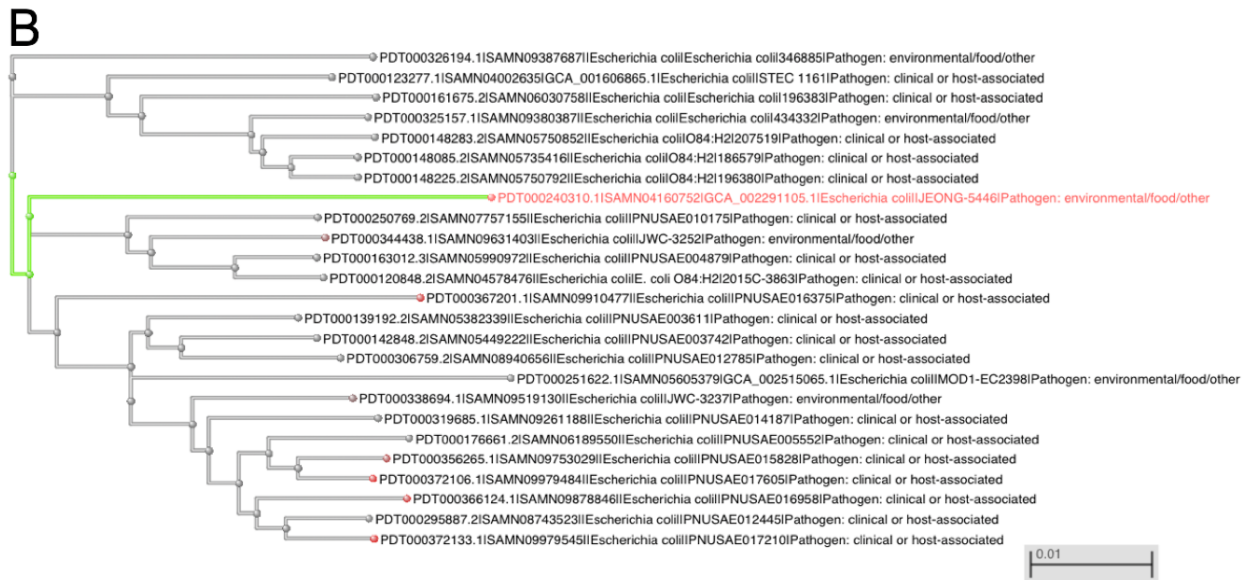 B
PDT000326194.1|SAMN09387687||Escherichia coli|Escherichia coli|346885|Pathogen: environmental/food/other
PDT000123277.1|SAMN04002635|GCA_001606865.1|Escherichia coli||STEC 1161|Pathogen: clinical or host-associated
PDT000161675.2|SAMN06030758||Escherichia coli|Escherichia coli|196383|Pathogen: clinical or host-associated
PDT000325157.1|SAMN09380387||Escherichia coli|Escherichia coli|434332|Pathogen: environmental/food/other
PDT000148283.2|SAMN05750852||Escherichia coli|O84:H2|207519|Pathogen: clinical or host-associated
PDT000148085.2|SAMN05735416||Escherichia coli|O84:H2|186579|Pathogen: clinical or host-associated
PDT000148225.2|SAMN05750792||Escherichia coli|O84:H2|196380|Pathogen: clinical or host-associated
PDT000240310.1|SAMN04160752|GCA_002291105.1|Escherichia coli||JEONG-5446|Pathogen: environmental/food/other
PDT000250769.2|SAMN07757155||Escherichia coli||PNUSAE010175|Pathogen: clinical or host-associated
PDT000344438.1|SAMN09631403||Escherichia coli||JWC-3252|Pathogen: environmental/food/other
PDT000163012.3|SAMN05990972||Escherichia coli||PNUSAE004879|Pathogen: clinical or host-associated
PDT000120848.2|SAMN04578476||Escherichia coli|E. coli O84:H2|2015C-3863|Pathogen: clinical or host-associated
PDT000367201.1|SAMN09910477||Escherichia coli||PNUSAE016375|Pathogen: clinical or host-associated
PDT000139192.2|SAMN05382339||Escherichia coli||PNUSAE003611|Pathogen: clinical or host-associated
PDT000142848.2|SAMN05449222||Escherichia coli||PNUSAE003742|Pathogen: clinical or host-associated
PDT000306759.2|SAMN08940656||Escherichia coli||PNUSAE012785|Pathogen: clinical or host-associated
PDT000251622.1|SAMN05605379|GCA_002515065.1|Escherichia coli||MOD1-EC2398|Pathogen: environmental/food/other
PDT000338694.1|SAMN09519130||Escherichia coli||JWC-3237|Pathogen: environmental/food/other
PDT000319685.1|SAMN09261188||Escherichia coli||PNUSAE014187|Pathogen: clinical or host-associated
PDT000176661.2|SAMN06189550||Escherichia coli||PNUSAE005552|Pathogen: clinical or host-associated
PDT000356265.1|SAMN09753029||Escherichia coli||PNUSAE015828|Pathogen: clinical or host-associated
PDT000372106.1|SAMN09979484||Escherichia coli||PNUSAE017605|Pathogen: clinical or host-associated
PDT000366124.1|SAMN09878846||Escherichia coli||PNUSAE016958|Pathogen: clinical or host-associated
PDT000295887.2|SAMN08743523||Escherichia coli||PNUSAE012445|Pathogen: clinical or host-associated
PDT000372133.1|SAMN09979545||Escherichia coli||PNUSAE017210|Pathogen: clinical or host-associated
0.01